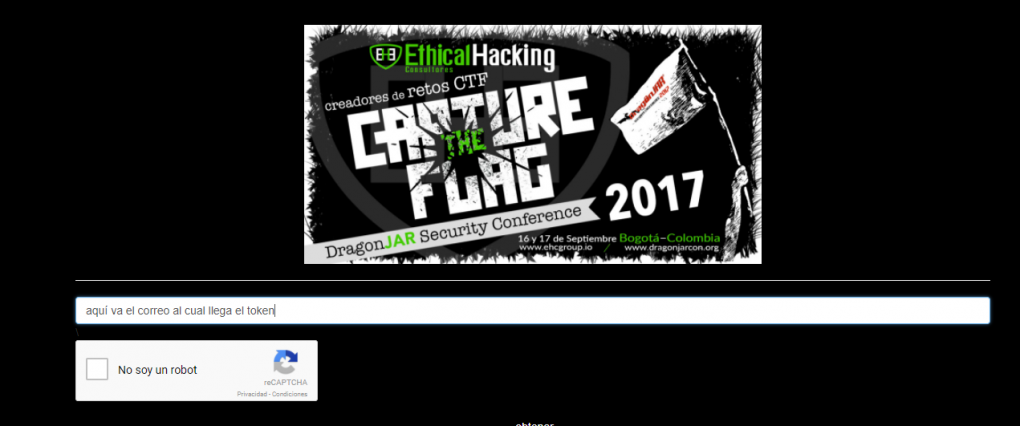 EthicalHacking
Consultores
creadores de retos CTF
CAPTURE
THE
FLAG
2017
DragonJAR Security Conference
16 y 17 de Septiembre Bogotá-Colombia
www.ehcgroup.io / www.dragonjarcon.org
aquí va el correo al cual llega el token
No soy un robot
reCAPTCHA
Privacidad - Condiciones
obtener